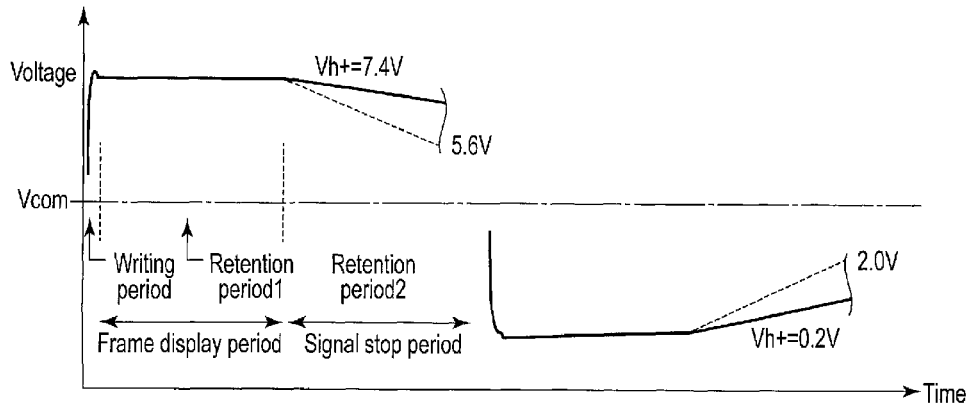 Voltage
Vh+=7.4V
5.6V
Vcom
Writing
period
Retention
period1
Retention
period2
Frame display period
Signal stop period
2.0V
Vh+=0.2V
Time